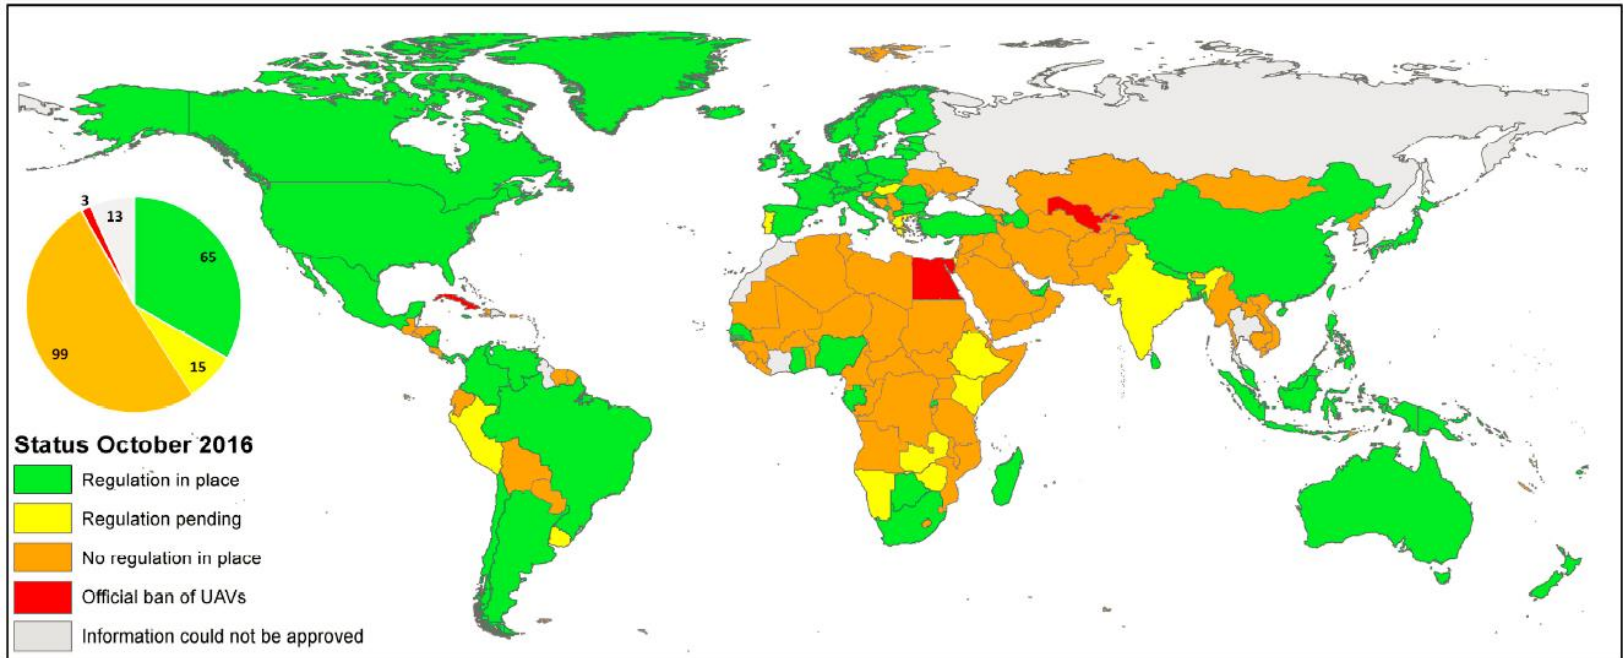 3
13
65
99
15
Status October 2016
Regulation in place
Regulation pending
No regulation in place
Official ban of UAVs
Information could not be approved